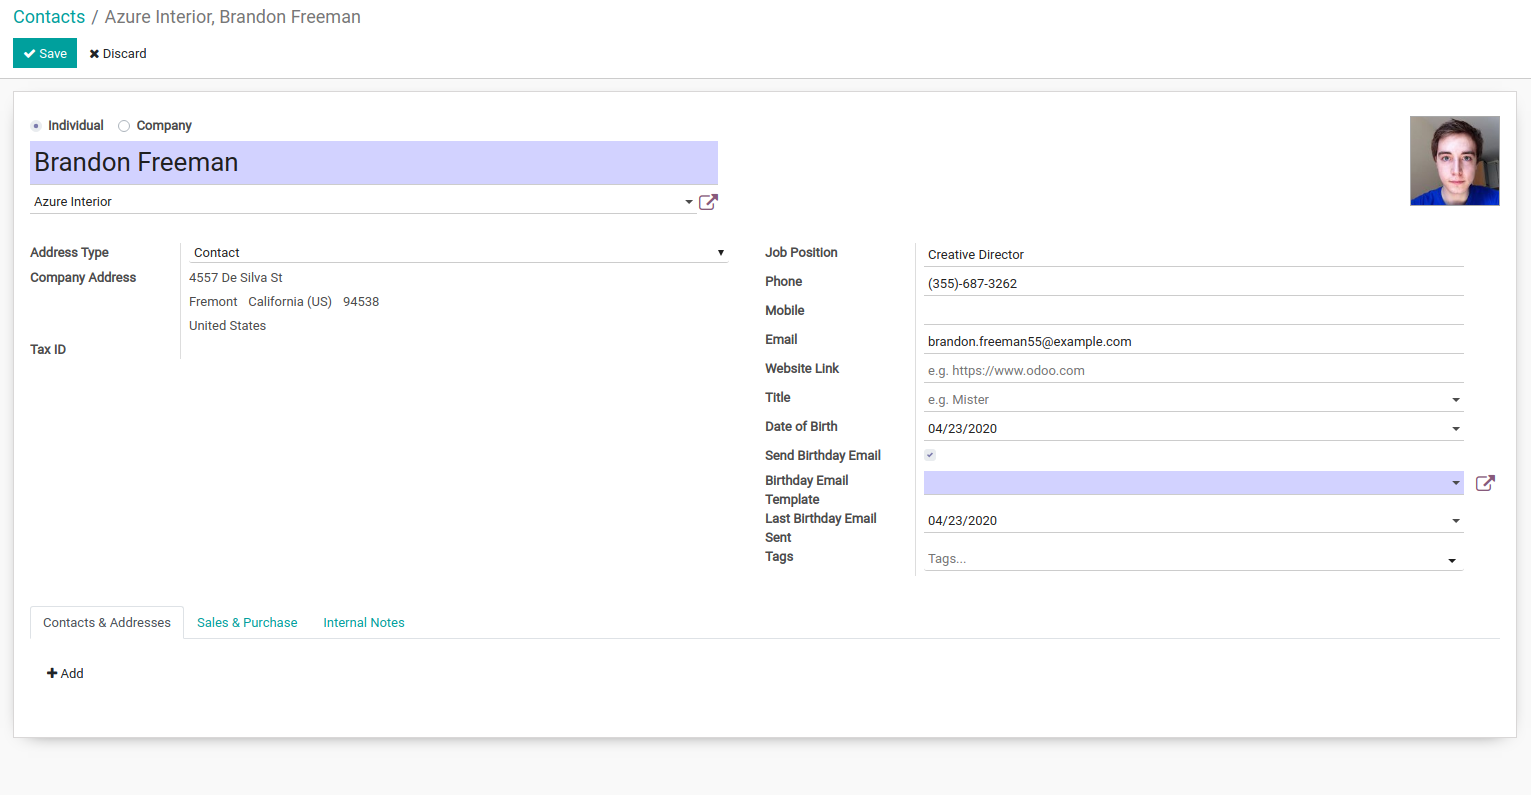 Contacts / Azure Interior, Brandon Freeman
Save Discard
Individual Company
Brandon Freeman
Azure Interior
Address Type Contact
Company Address 4557 De Silva St
Fremont California (US) 94538
United States
Tax ID
Job Position Creative Director
Phone (355)-687-3262
Mobile
Email brandon.freeman55@example.com
Website Link e.g. https://www.odoo.com
Title e.g. Mister
Date of Birth 04/23/2020
Send Birthday Email
Birthday Email
Template
Last Birthday Email 04/23/2020
Sent
Tags Tags...
Contacts & Addresses Sales & Purchase Internal Notes
Add